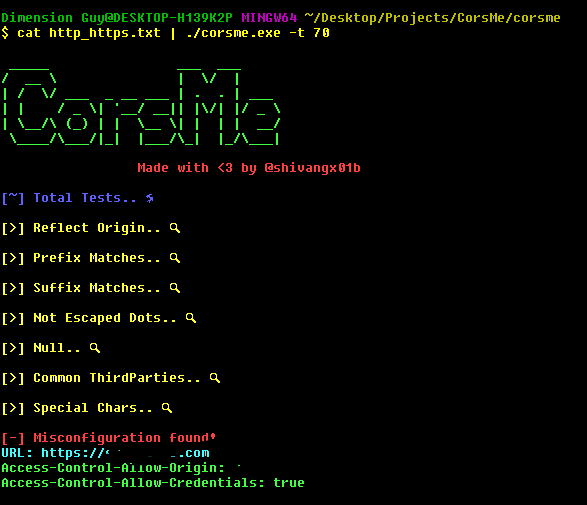 Dimension Guy@DESKTOP-H139K2P MINGW64 ~/Desktop/Projects/CorsMe/corsme
$ cat http_https.txt | ./corsme.exe -t 70
CorsMe
Made with <3 by @shivangx01b
[~] Total Tests..
[>] Reflect Origin..
[>] Prefix Matches..
[>] Suffix Matches..
[>] Not Escaped Dots..
[>] Null..
[>] Common ThirdParties..
[>] Special Chars..
[-] Misconfiguration found!
URL: https:// .com
Access-Control-Allow-Origin:
Access-Control-Allow-Credentials: true